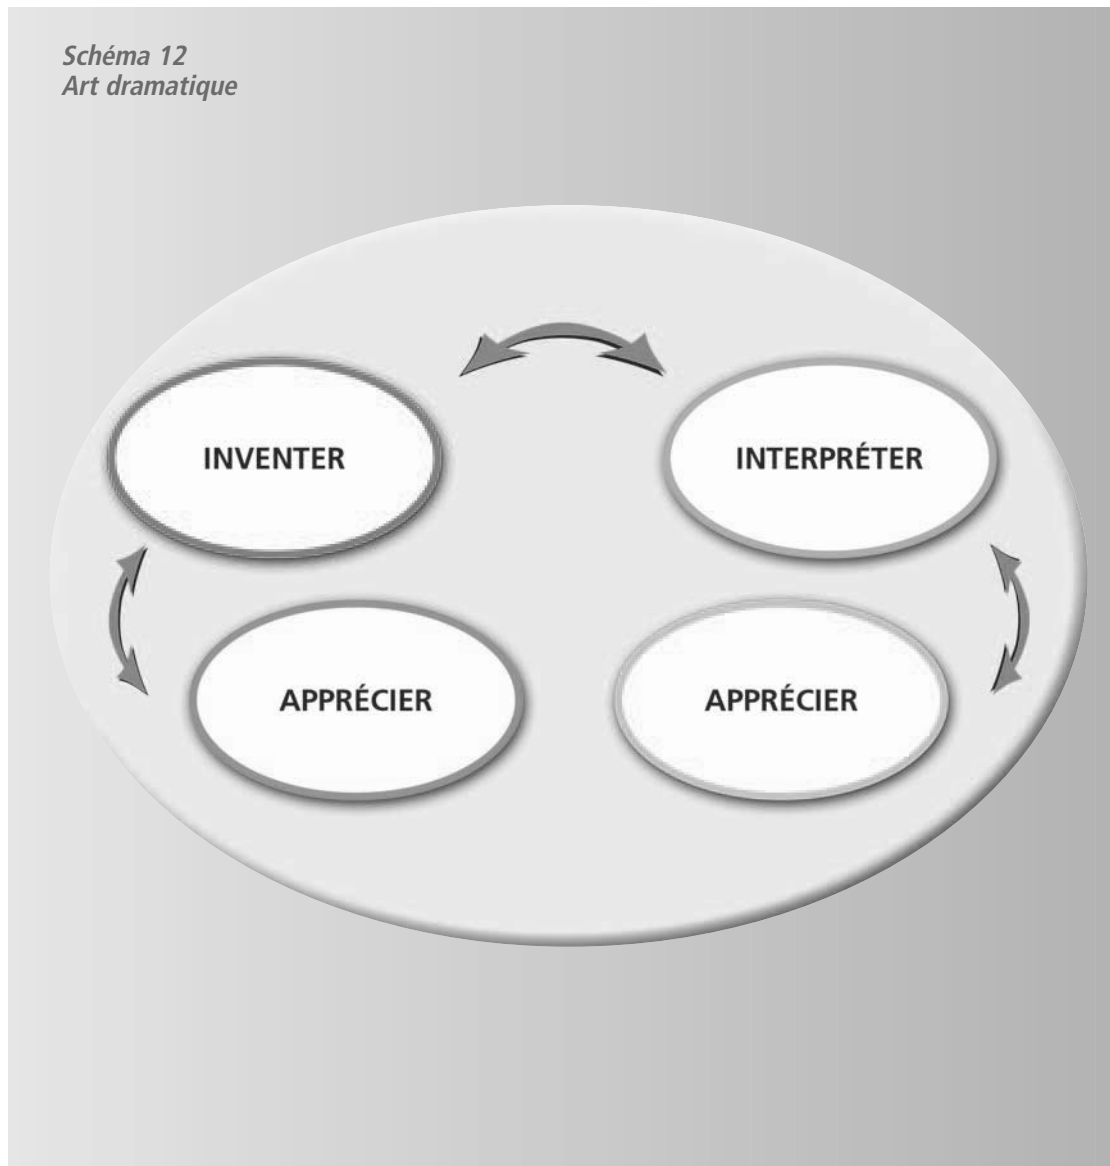 Schéma 12
Art dramatique
INVENTER
INTERPRÉTER
APPRÉCIER
APPRÉCIER